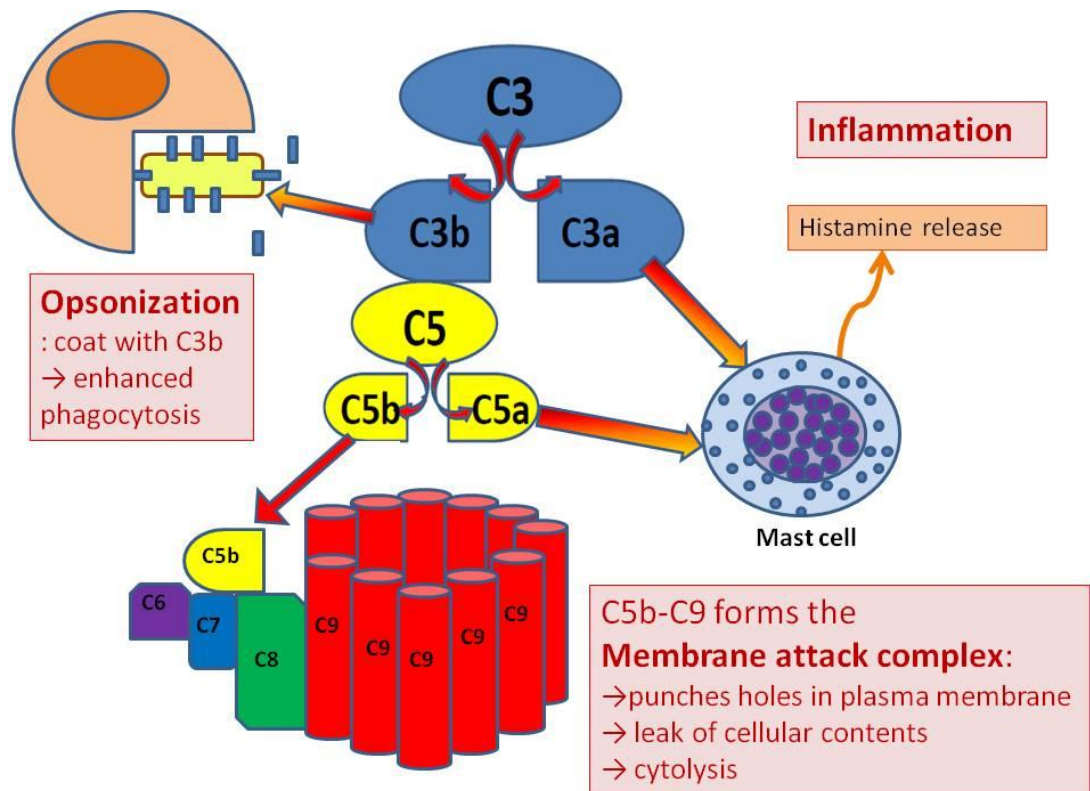 C3
Inflammation
C3b
C3a
Histamine release
Opsonization
: coat with C3b
→ enhanced
phagocytosis
C5
C5b
C5a
Mast cell
C5b
C6
C7
C8
C9
C9
C9
C9
C9
C5b-C9 forms the
Membrane attack complex:
→punches holes in plasma membrane
→ leak of cellular contents
→ cytolysis